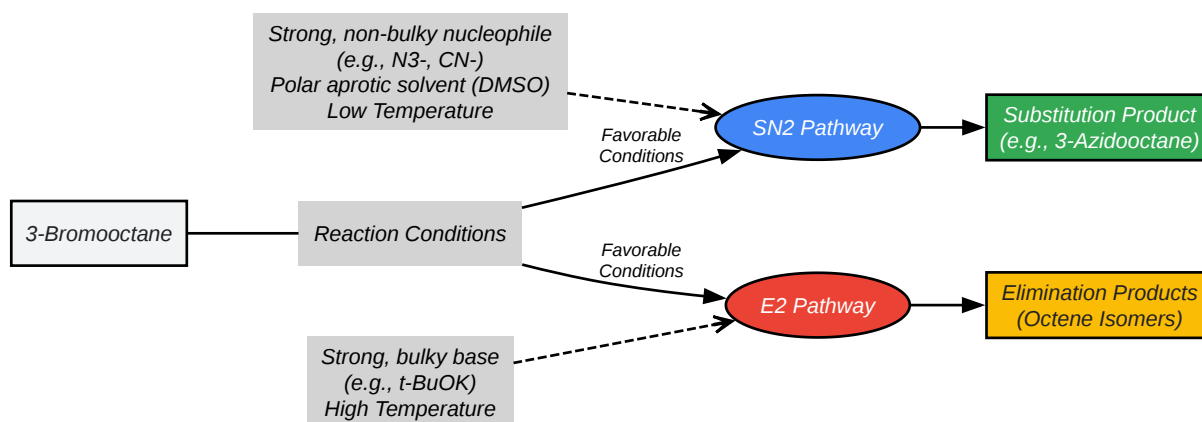 Strong, non-bulky nucleophile
(e.g., N3-, CN-)
Polar aprotic solvent (DMSO)
Low Temperature
SN2 Pathway
Substitution Product
(e.g., 3-Azidooctane)
Favorable
Conditions
3-Bromooctane
Reaction Conditions
Favorable
Conditions
E2 Pathway
Elimination Products
(Octene Isomers)
Strong, bulky base
(e.g., t-BuOK)
High Temperature